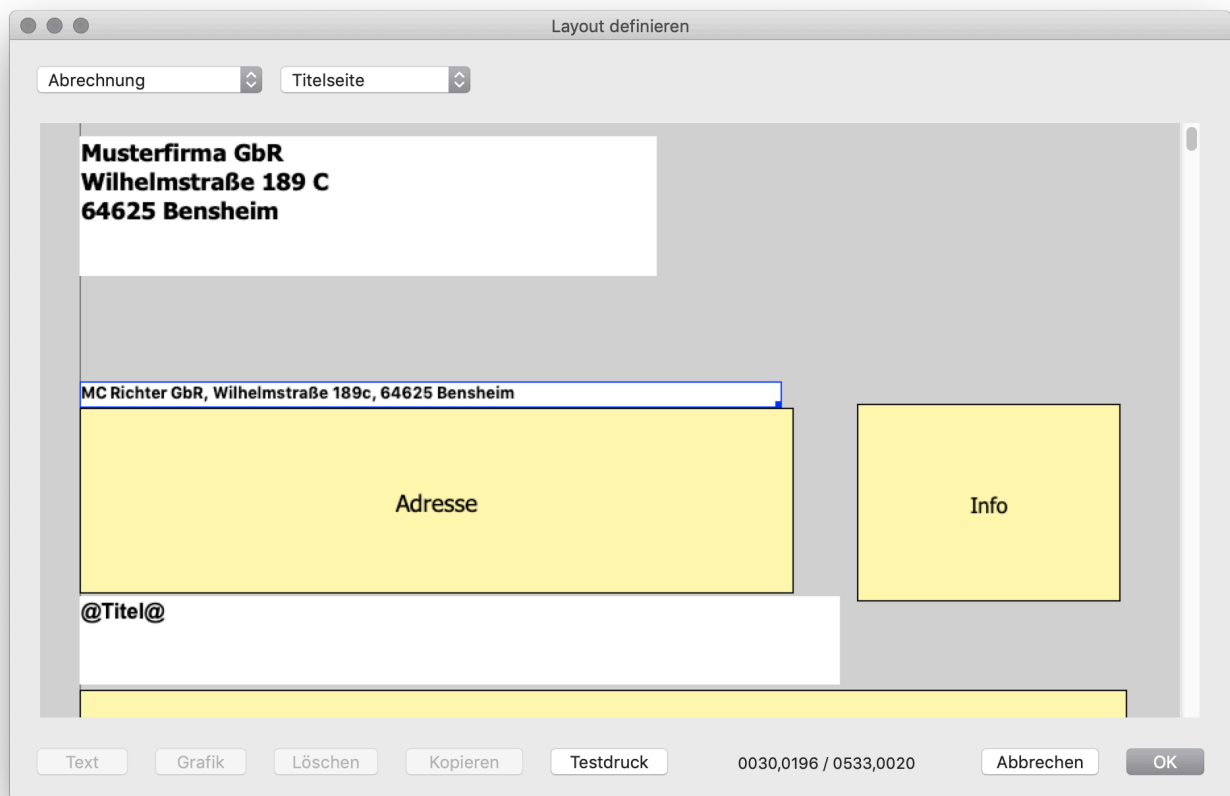 Layout definieren
Abrechnung Titelseite
Musterfirma GbR
Wilhelmstraße 189 C
64625 Bensheim
MC Richter GbR, Wilhelmstraße 189c, 64625 Bensheim
Adresse
Info
@Titel@
Text Grafik Löschen Kopieren Testdruck 0030,0196 / 0533,0020 Abbrechen OK